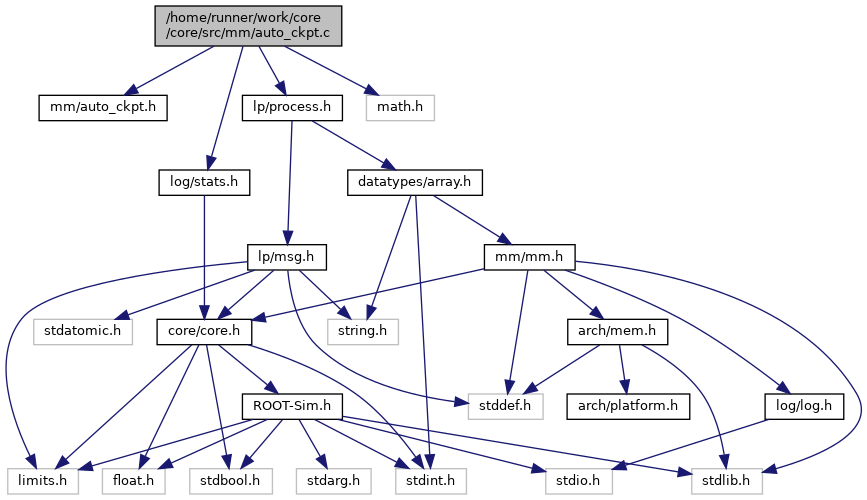 /home/runner/work/core
/core/src/mm/auto_ckpt.c
mm/auto_ckpt.h
lp/process.h
math.h
log/stats.h
datatypes/array.h
lp/msg.h
mm/mm.h
stdatomic.h
core/core.h
string.h
arch/mem.h
ROOT-Sim.h
stddef.h
arch/platform.h
log/log.h
limits.h
float.h
stdbool.h
stdarg.h
stdint.h
stdio.h
stdlib.h